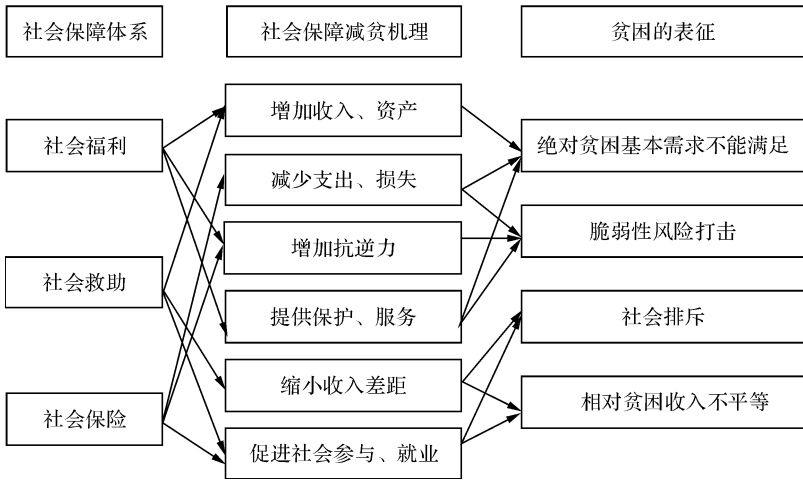 社会保障体系
社会保障减贫机理
贫困的表征
社会福利
社会救助
社会保险
增加收入、资产
减少支出、损失
增加抗逆力
提供保护、服务
缩小收入差距
促进社会参与、就业
绝对贫困基本需求不能满足
脆弱性风险打击
社会排斥
相对贫困收入不平等